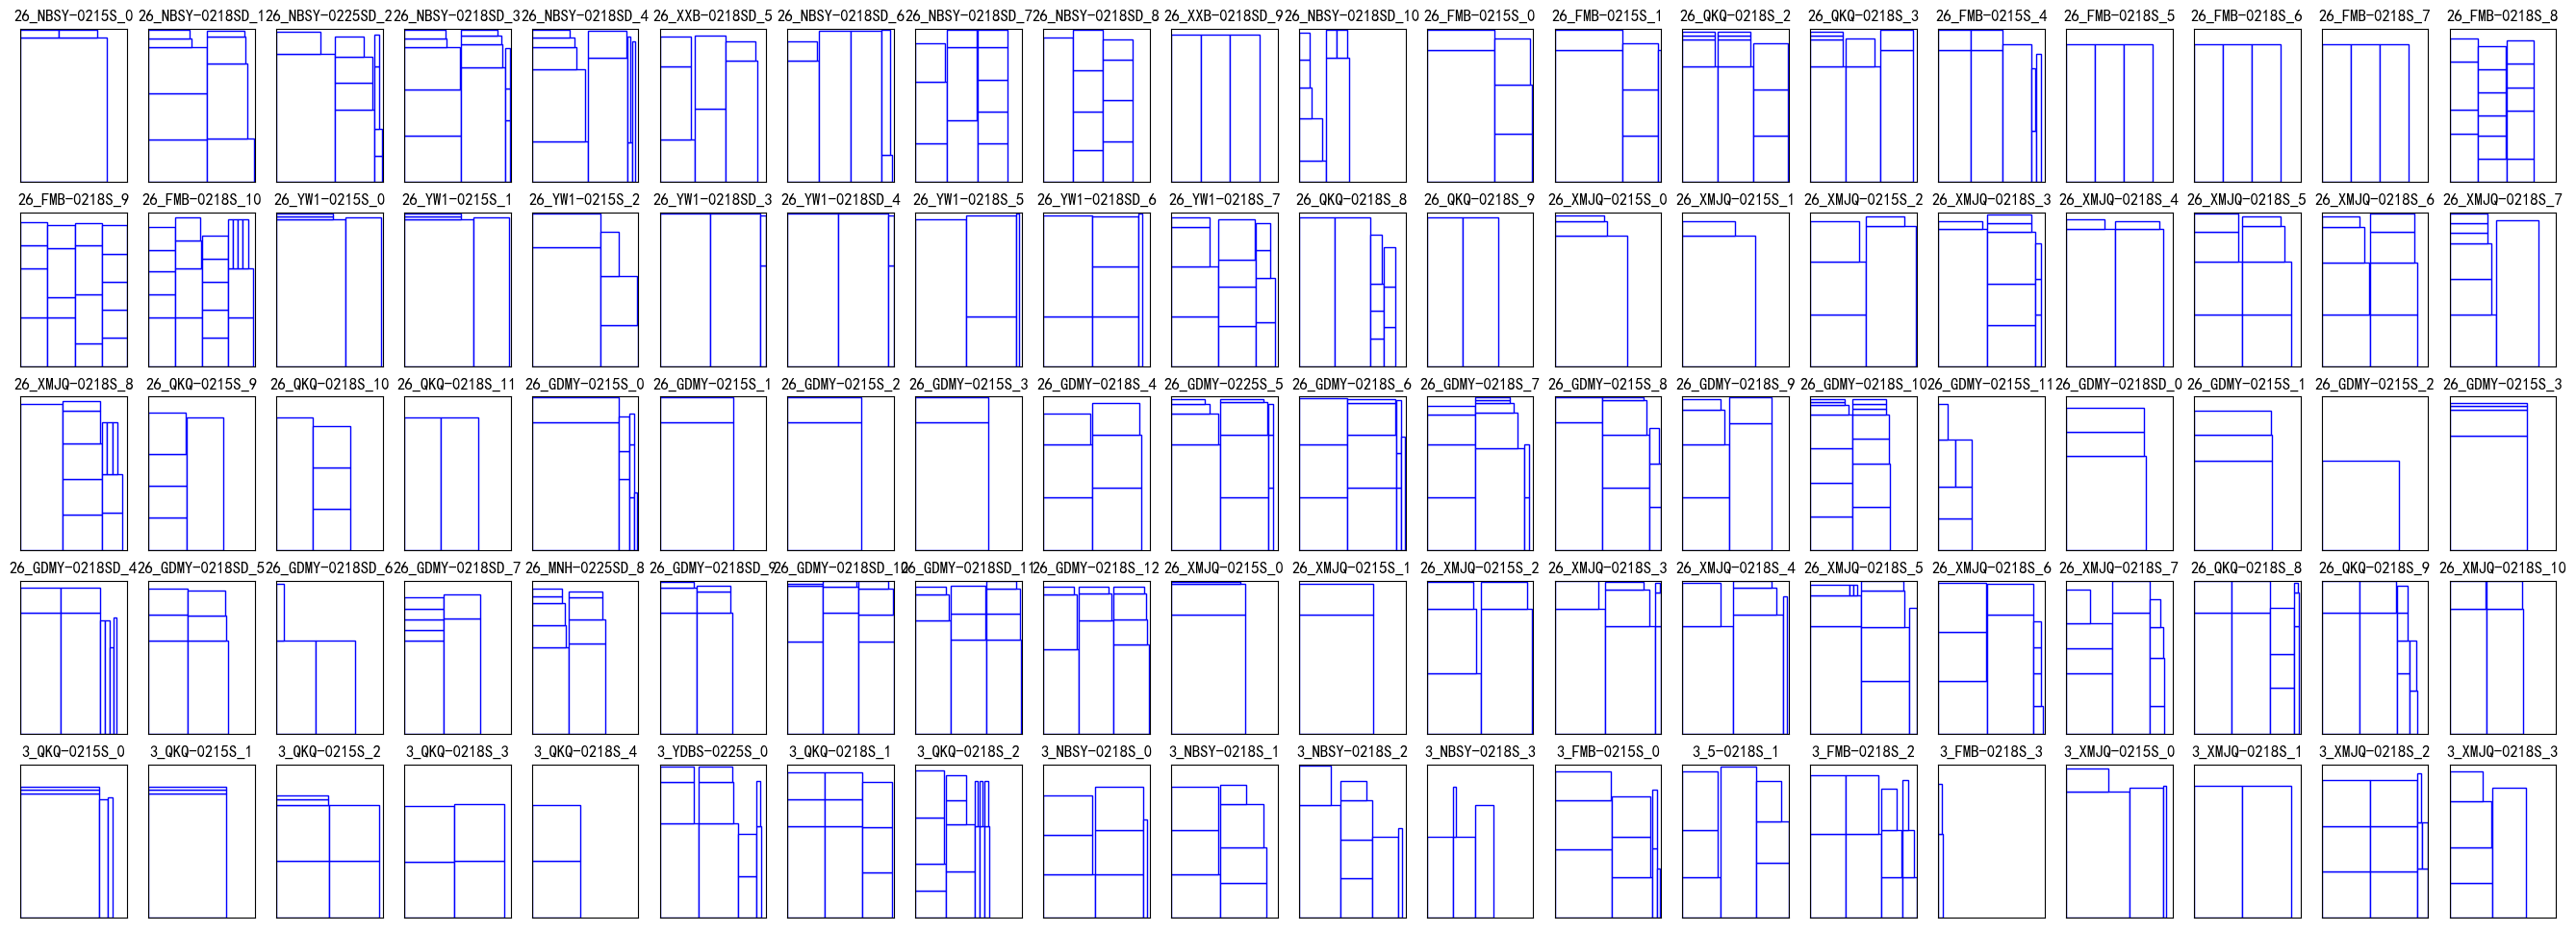 26_NBSY-0215S_0 26_NBSY-0218SD_1 26_NBSY-0225SD_2 26_NBSY-0218SD_3 26_NBSY-0218SD_4 26_XXB-0218SD_5 26_NBSY-0218SD_6 26_NBSY-0218SD_7 26_NBSY-0218SD_8 26_XXB-0218SD_9 26_NBSY-0218SD_10 26_FMB-0215S_0 26_FMB-0215S_1 26_QKQ-0218S_2 26_QKQ-0218S_3 26_FMB-0215S_4 26_FMB-0218S_5 26_FMB-0218S_6 26_FMB-0218S_7 26_FMB-0218S_8
26_FMB-0218S_9 26_FMB-0218S_10 26_YW1-0215S_0 26_YW1-0215S_1 26_YW1-0215S_2 26_YW1-0218SD_3 26_YW1-0218SD_4 26_YW1-0218S_5 26_YW1-0218SD_6 26_YW1-0218S_7 26_QKQ-0218S_8 26_QKQ-0218S_9 26_XMJQ-0215S_0 26_XMJQ-0215S_1 26_XMJQ-0215S_2 26_XMJQ-0218S_3 26_XMJQ-0218S_4 26_XMJQ-0218S_5 26_XMJQ-0218S_6 26_XMJQ-0218S_7
26_XMJQ-0218S_8 26_QKQ-0215S_9 26_QKQ-0218S_10 26_QKQ-0218S_11 26_GDMY-0215S_0 26_GDMY-0215S_1 26_GDMY-0215S_2 26_GDMY-0215S_3 26_GDMY-0218S_4 26_GDMY-0225S_5 26_GDMY-0218S_6 26_GDMY-0218S_7 26_GDMY-0215S_8 26_GDMY-0218S_9 26_GDMY-0218S_10 26_GDMY-0215S_11 26_GDMY-0218SD_0 26_GDMY-0215S_1 26_GDMY-0215S_2 26_GDMY-0215S_3
26_GDMY-0218SD_4 26_GDMY-0218SD_5 26_GDMY-0218SD_6 26_GDMY-0218SD_7 26_MNH-0225SD_8 26_GDMY-0218SD_9 26_GDMY-0218SD_10 26_GDMY-0218SD_11 26_GDMY-0218S_12 26_XMJQ-0215S_0 26_XMJQ-0215S_1 26_XMJQ-0215S_2 26_XMJQ-0218S_3 26_XMJQ-0218S_4 26_XMJQ-0218S_5 26_XMJQ-0218S_6 26_XMJQ-0218S_7 26_QKQ-0218S_8 26_QKQ-0218S_9 26_XMJQ-0218S_10
3_QKQ-0215S_0 3_QKQ-0215S_1 3_QKQ-0215S_2 3_QKQ-0218S_3 3_QKQ-0218S_4 3_YDBS-0225S_0 3_QKQ-0218S_1 3_QKQ-0218S_2 3_NBSY-0218S_0 3_NBSY-0218S_1 3_NBSY-0218S_2 3_NBSY-0218S_3 3_FMB-0215S_0 3_5-0218S_1 3_FMB-0218S_2 3_FMB-0218S_3 3_XMJQ-0215S_0 3_XMJQ-0218S_1 3_XMJQ-0218S_2 3_XMJQ-0218S_3